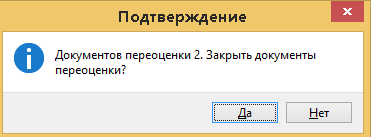 Подтверждение
Документов переоценки 2. Закрыть документы
переоценки?
Да
Нет